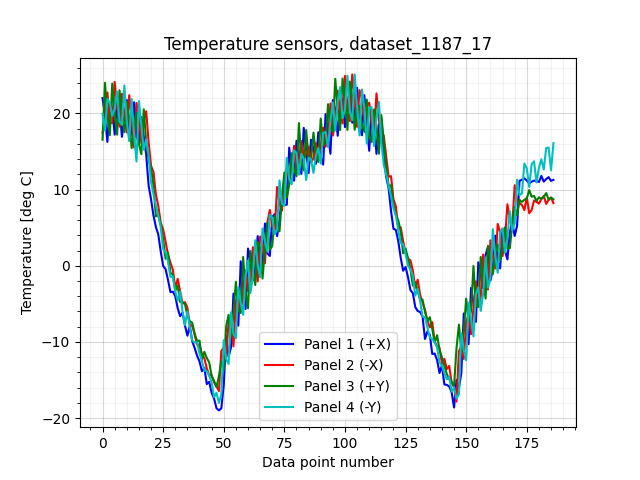 Temperature sensors, dataset_1187_17
Temperature [deg C]
20
10
0
−10
−20
Panel 1 (+X)
Panel 2 (-X)
Panel 3 (+Y)
Panel 4 (-Y)
0 25 50 75 100 125 150 175
Data point number